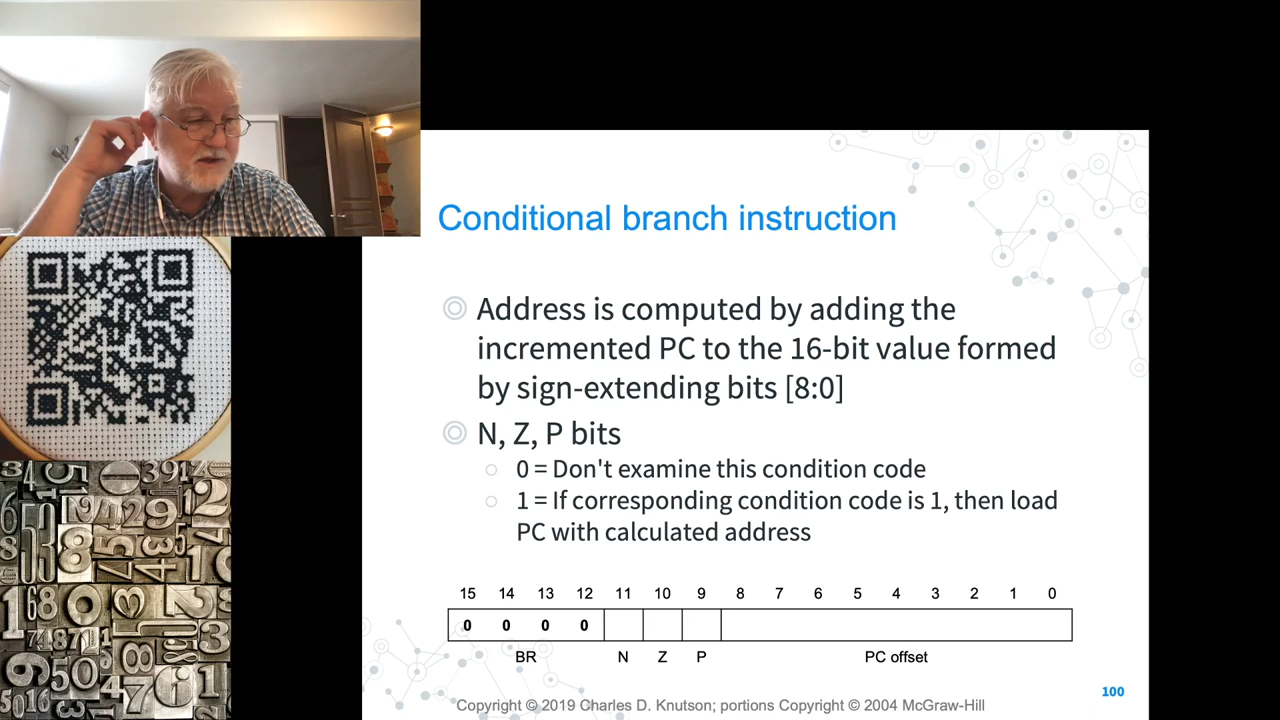 Conditional branch instruction
Address is computed by adding the
incremented PC to the 16-bit value formed
by sign-extending bits [8:0]
N, Z, P bits
0 = Don't examine this condition code
1 = If corresponding condition code is 1, then load
PC with calculated address
15 14 13 12 11 10 9 8 7 6 5 4 3 2 1 0
0 0 0 0
BR N Z P PC offset
100
Copyright © 2019 Charles D. Knutson; portions Copyright © 2004 McGraw-Hill